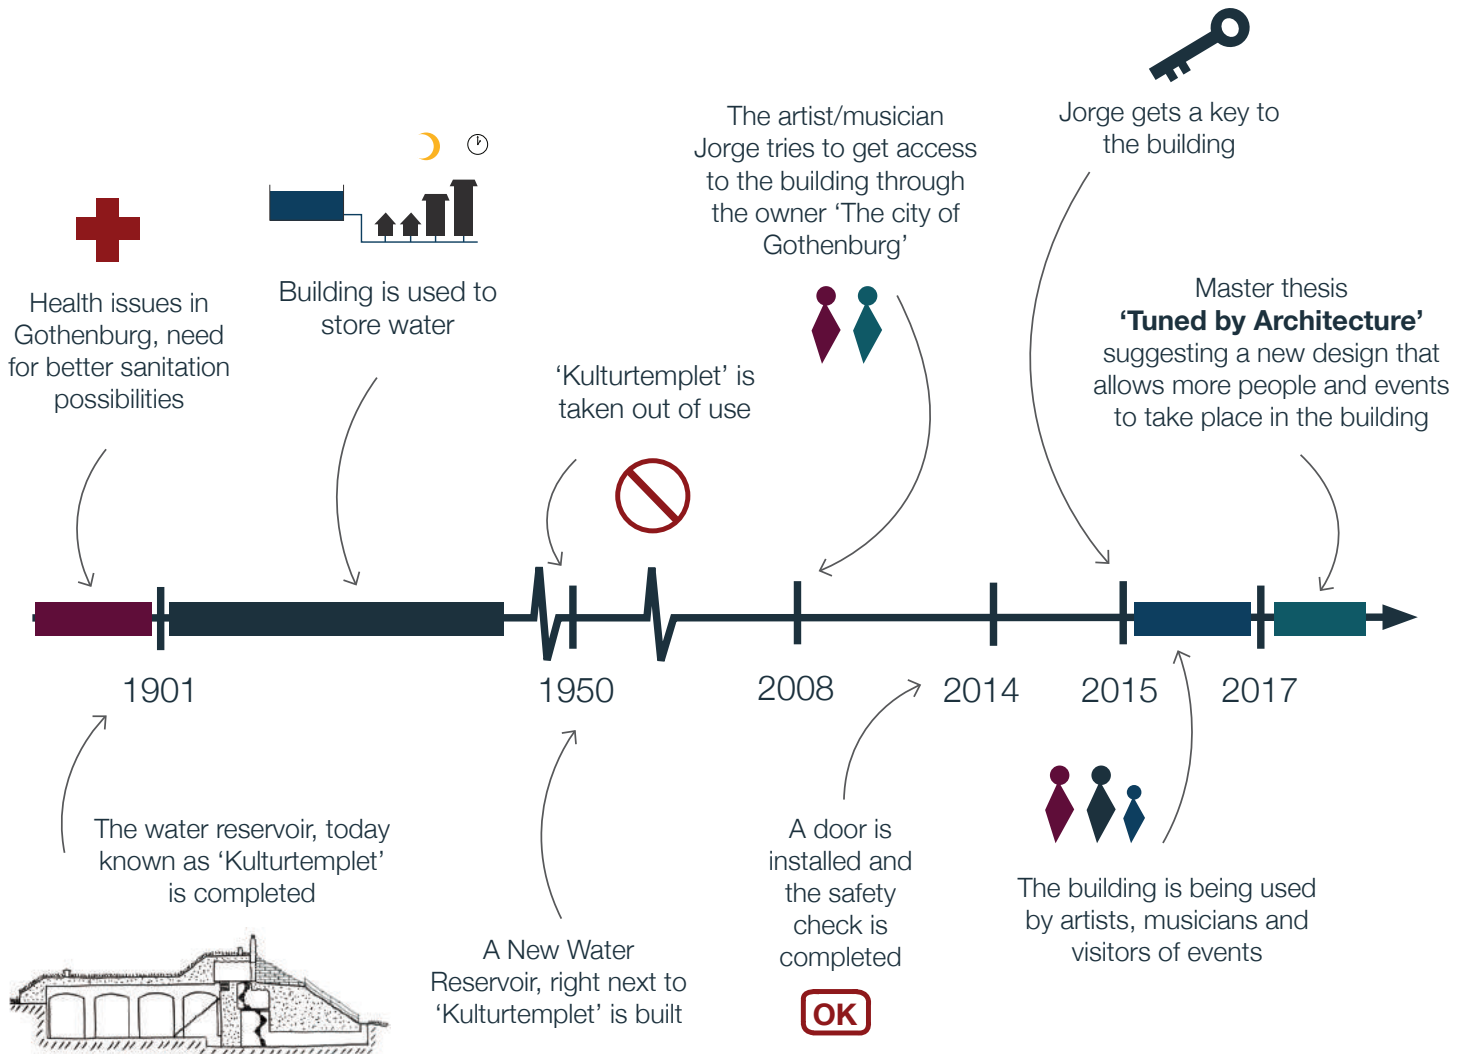 Jorge gets a key to
the building
The artist/musician
Jorge tries to get access
to the building through
the owner ‘The city of
Gothenburg’
Health issues in
Gothenburg, need
for better sanitation
possibilities
Building is used to
store water
‘Kulturtemplet’ is
taken out of use
Master thesis
‘Tuned by Architecture’
suggesting a new design that
allows more people and events
to take place in the building
1901
1950
2008
2014
2015
2017
The water reservoir, today
known as ‘Kulturtemplet’
is completed
A New Water
Reservoir, right next to
‘Kulturtemplet’ is built
A door is
installed and
the safety
check is
completed
OK
The building is being used
by artists, musicians and
visitors of events